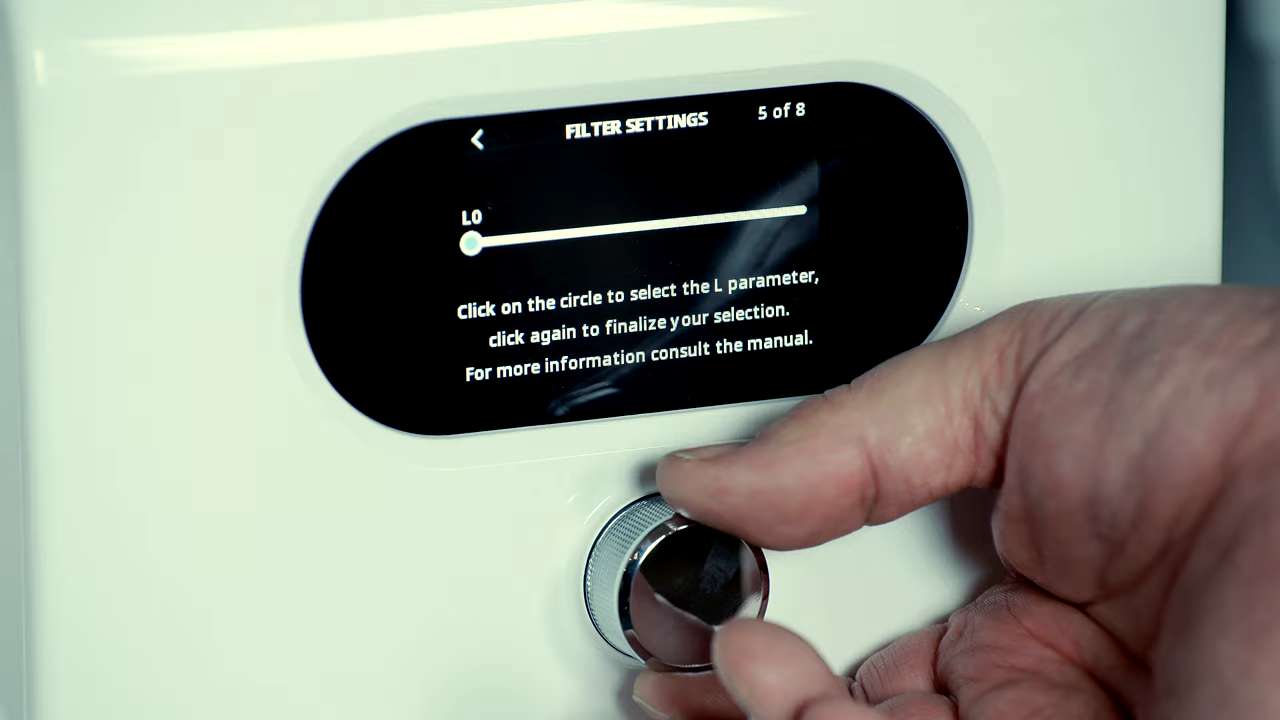 FILTER SETTINGS
5 of 8
L0
Click on the circle to select the L parameter,
click again to finalize your selection.
For more information consult the manual.